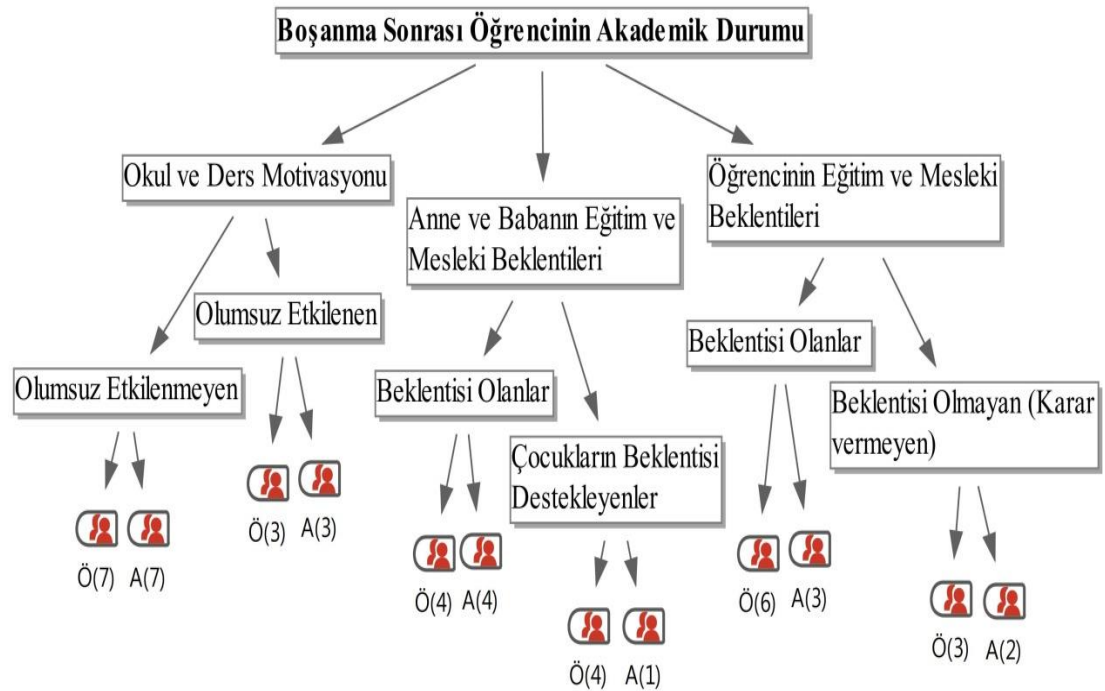 Boşanma Sonrası Öğrencinin Akademik Durumu
Okul ve Ders Motivasyonu
Olumsuz Etkilenmeyen
Ö(7) A(7)
Olumsuz Etkilenen
Ö(3) A(3)
Anne ve Babanın Eğitim ve
Mesleki Beklentileri
Beklentisi Olanlar
Ö(4) A(4)
Çocukların Beklentisi
Destekleyenler
Ö(4) A(1)
Öğrencinin Eğitim ve Mesleki
Beklentileri
Beklentisi Olanlar
Ö(6) A(3)
Beklentisi Olmayan (Karar
vermeyen)
Ö(3) A(2)